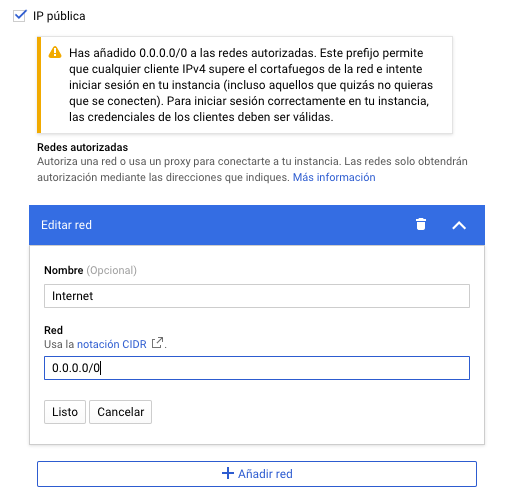 IP pública
Has añadido 0.0.0.0/0 a las redes autorizadas. Este prefijo permite
que cualquier cliente IPv4 supere el cortafuegos de la red e intente
iniciar sesión en tu instancia (incluso aquellos que quizás no quieras
que se conecten). Para iniciar sesión correctamente en tu instancia,
las credenciales de los clientes deben ser válidas.
Redes autorizadas
Autoriza una red o usa un proxy para conectarte a tu instancia. Las redes solo obtendrán
autorización mediante las direcciones que indiques. Más información
Editar red
Nombre (Opcional)
Internet
Red
Usa la notación CIDR .
0.0.0.0/0
Listo Cancelar
Añadir red